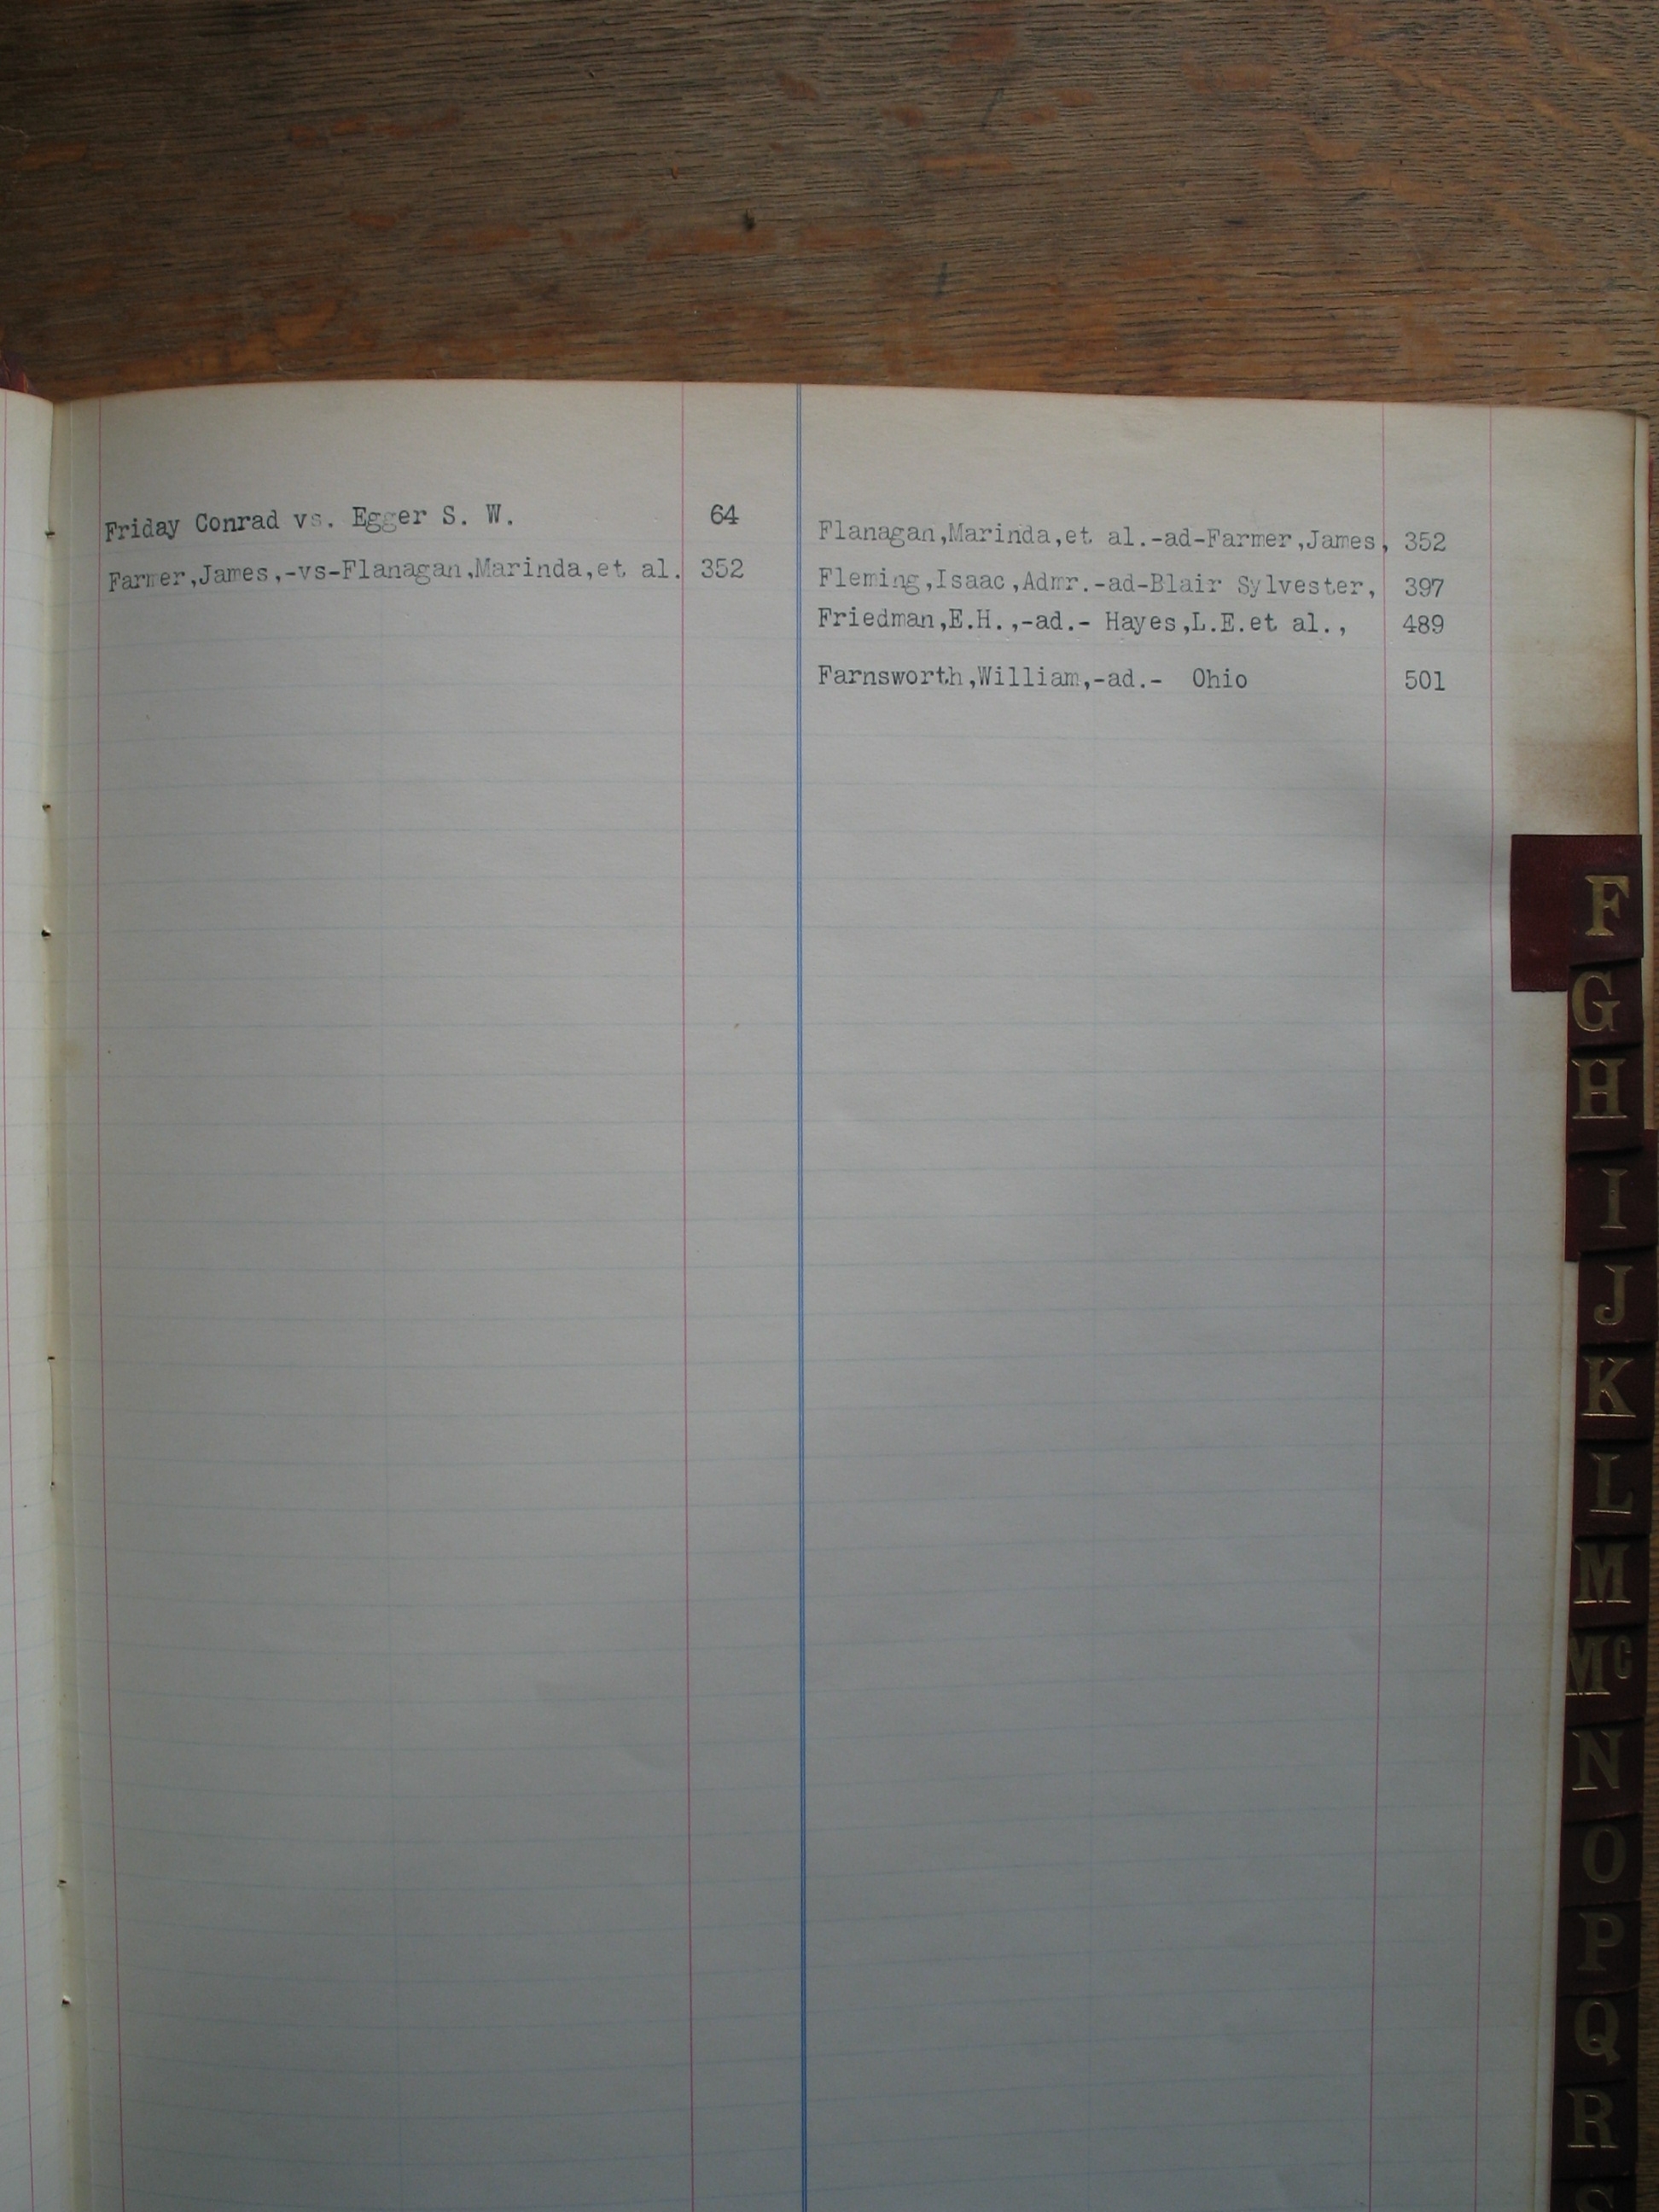 Friday Conrad vs. Egger S. W. 64
Farmer,James,-vs-Flanagan,Marinda,et al. 352
Flanagan,Marinda,et al.-ad-Farmer,James, 352
Fleming,Isaac,Admr.-ad-Blair Sylvester, 397
Friedman,E.H.,-ad.- Hayes,L.E.et al., 489
Farnsworth,William,-ad.- Ohio 501
F
G
H
I
J
K
L
M
Mc
N
O
P
Q
R
S